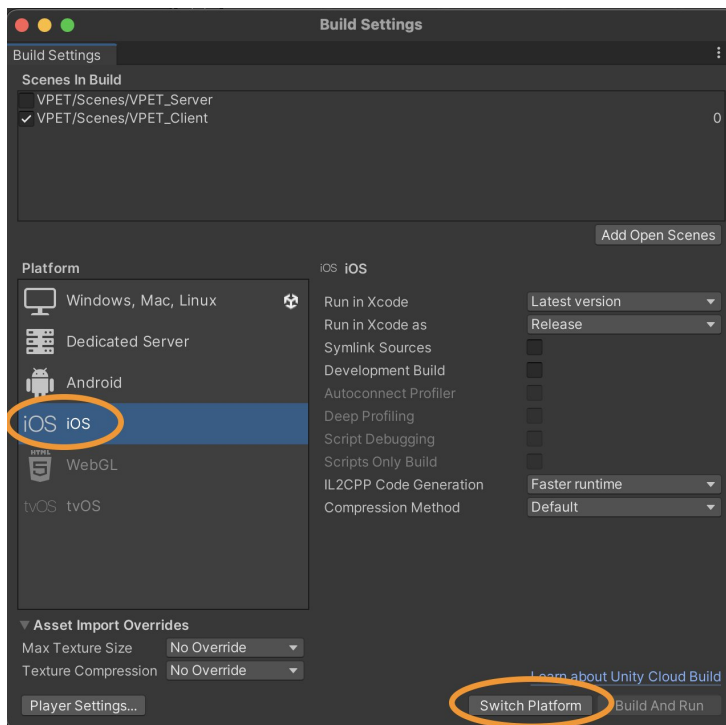 Build Settings
Build Settings
Scenes In Build
VPET/Scenes/VPET_Server
VPET/Scenes/VPET_Client 0
Add Open Scenes
Platform
Windows, Mac, Linux
Dedicated Server
Android
iOS iOS
HTML 5 WebGL
tvOS tvOS
iOS iOS
Run in Xcode Latest version
Run in Xcode as Release
Symlink Sources
Development Build
Autoconnect Profiler
Deep Profiling
Script Debugging
Scripts Only Build
IL2CPP Code Generation Faster runtime
Compression Method Default
Asset Import Overrides
Max Texture Size No Override
Texture Compression No Override
Learn about Unity Cloud Build
Player Settings... Switch Platform Build And Run